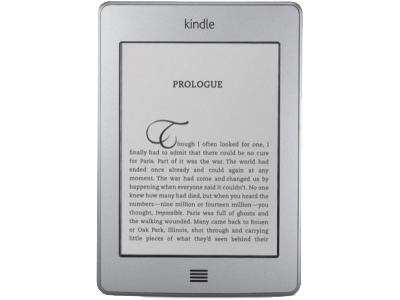 kindle
PROLOGUE
Though I often looked for one, I
finally had to admit that there could be no cure
for Paris. Part of it was the war. The world had
ended once already and could again at any
moment. The war had come and changed us by
happening when everyone said it couldn't. No one
knew how many had died, but when you heard the
numbers—nine million or fourteen million—you
thought, Impossible. Paris was full of ghosts and
the walking wounded. Many came back to Rouen
or Oak Park, Illinois, shot through and carrying
little pieces of what they'd seen behind their